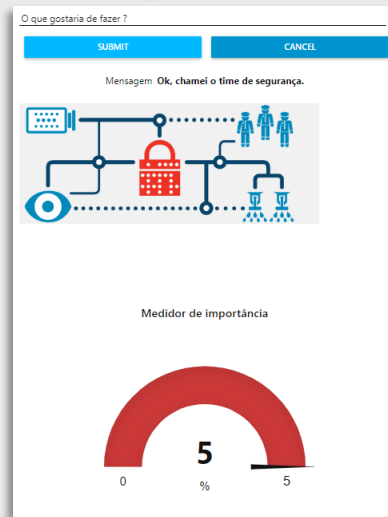 O que gostaria de fazer ?
SUBMIT CANCEL
Mensagem Ok, chamei o time de segurança.
Medidor de importância
5
0 % 5